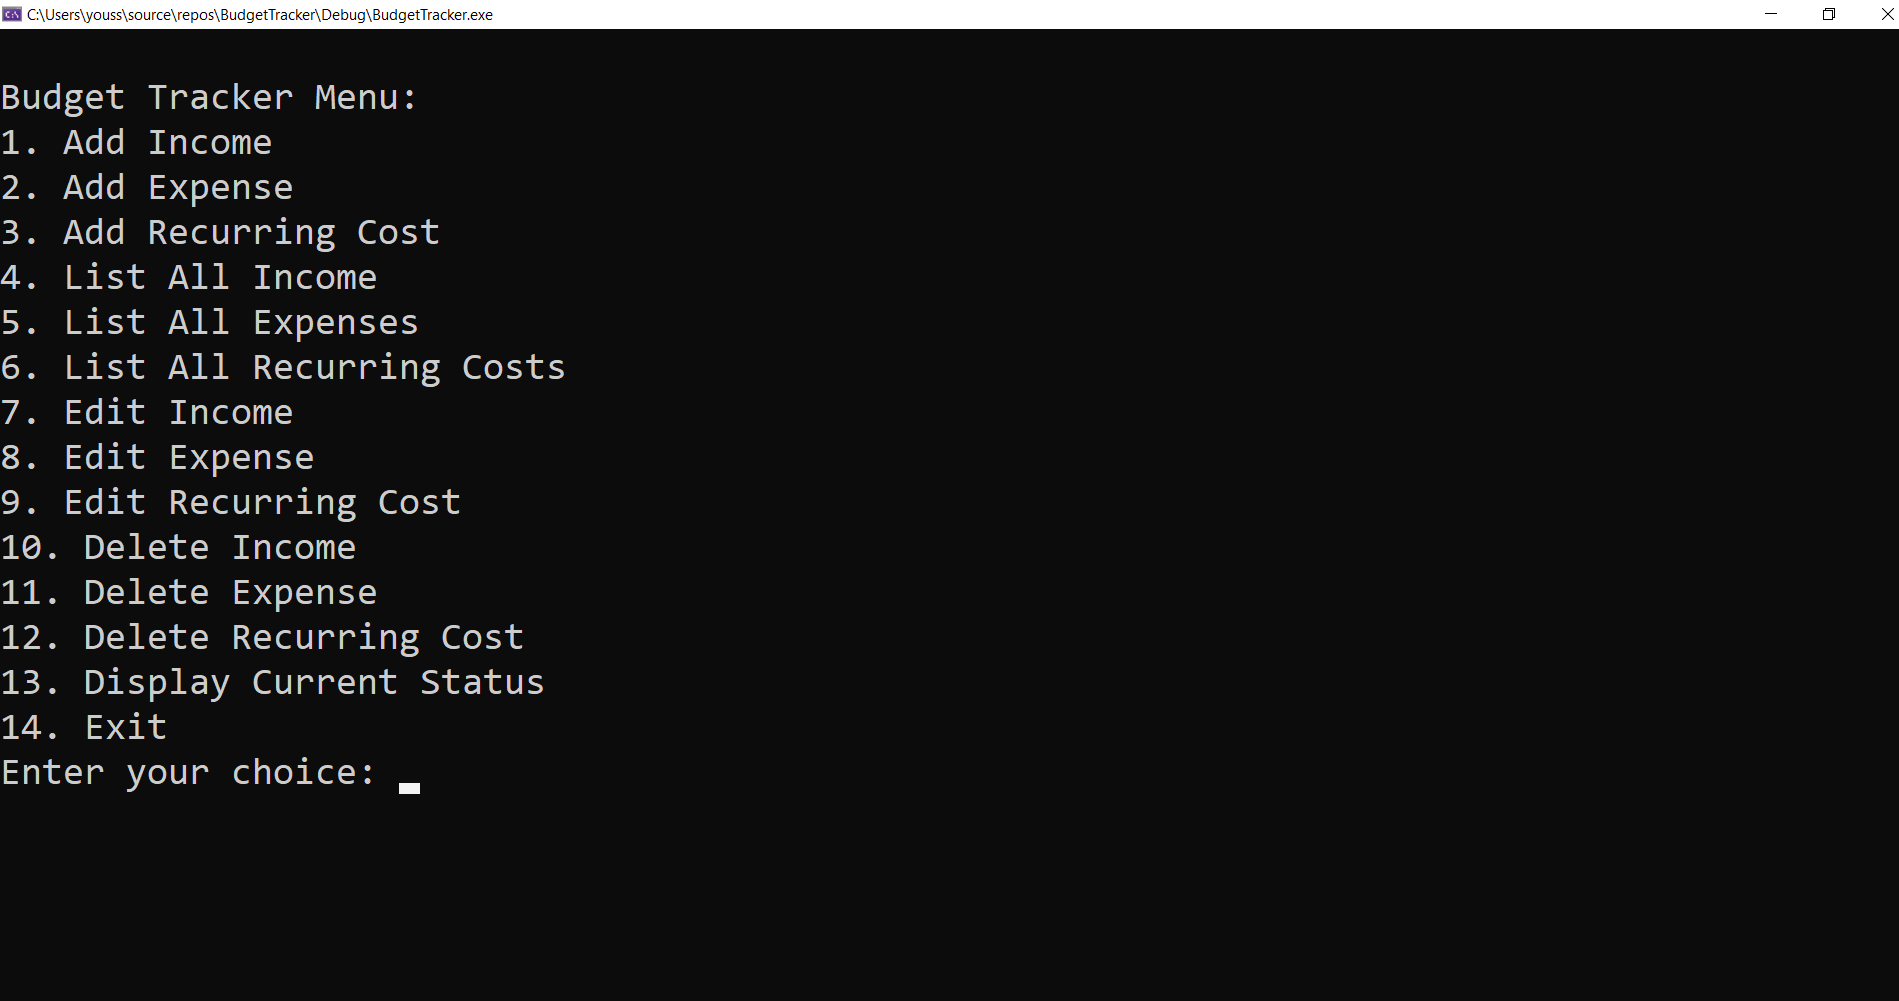 C:\Users\youss\source\repos\BudgetTracker\Debug\BudgetTracker.exe
Budget Tracker Menu:
1. Add Income
2. Add Expense
3. Add Recurring Cost
4. List All Income
5. List All Expenses
6. List All Recurring Costs
7. Edit Income
8. Edit Expense
9. Edit Recurring Cost
10. Delete Income
11. Delete Expense
12. Delete Recurring Cost
13. Display Current Status
14. Exit
Enter your choice: